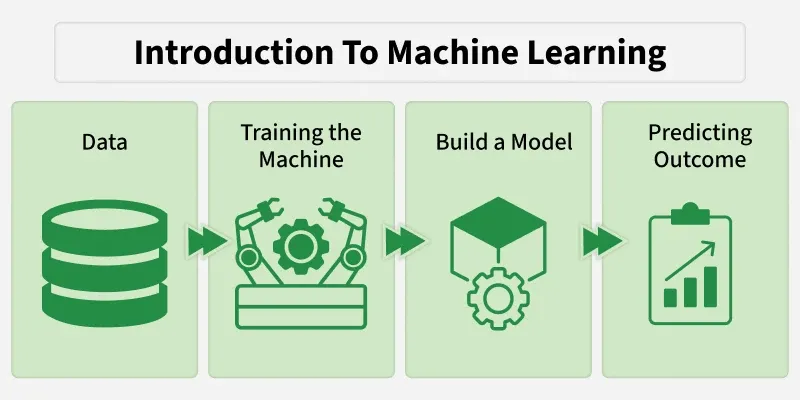 Introduction To Machine Learning
Data
Training the
Machine
Build a Model
Predicting
Outcome